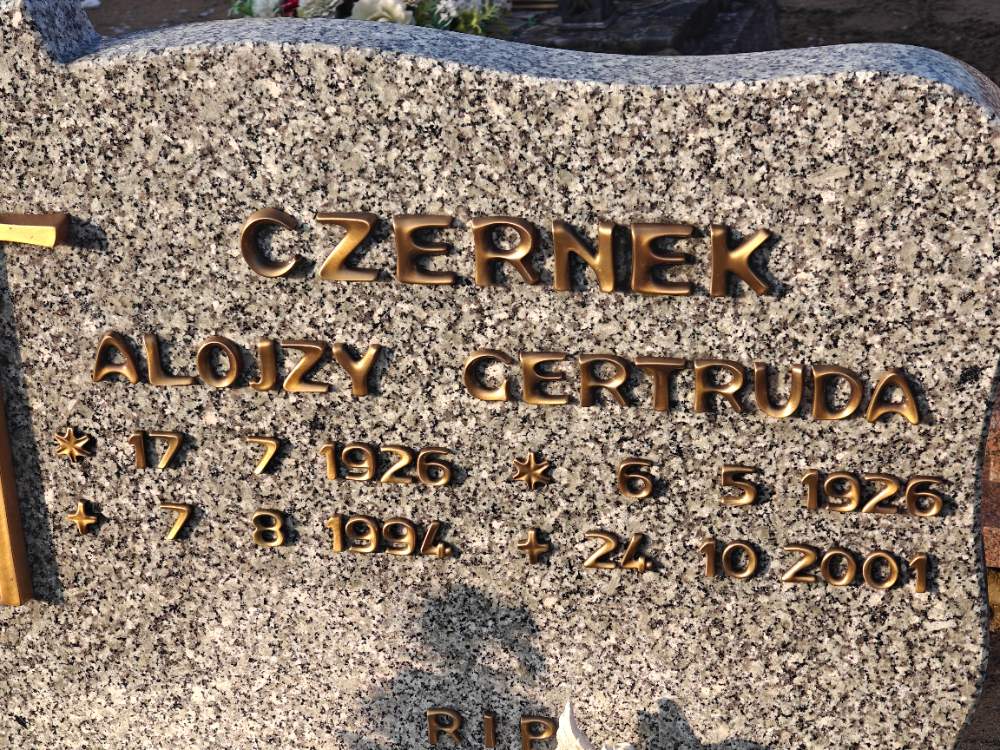 CZERNEK
ALOJZY GERTRUDA
* 17 7 1926 * 6 5 1926
+ 7 8 1994 + 24 10 2001
RIP